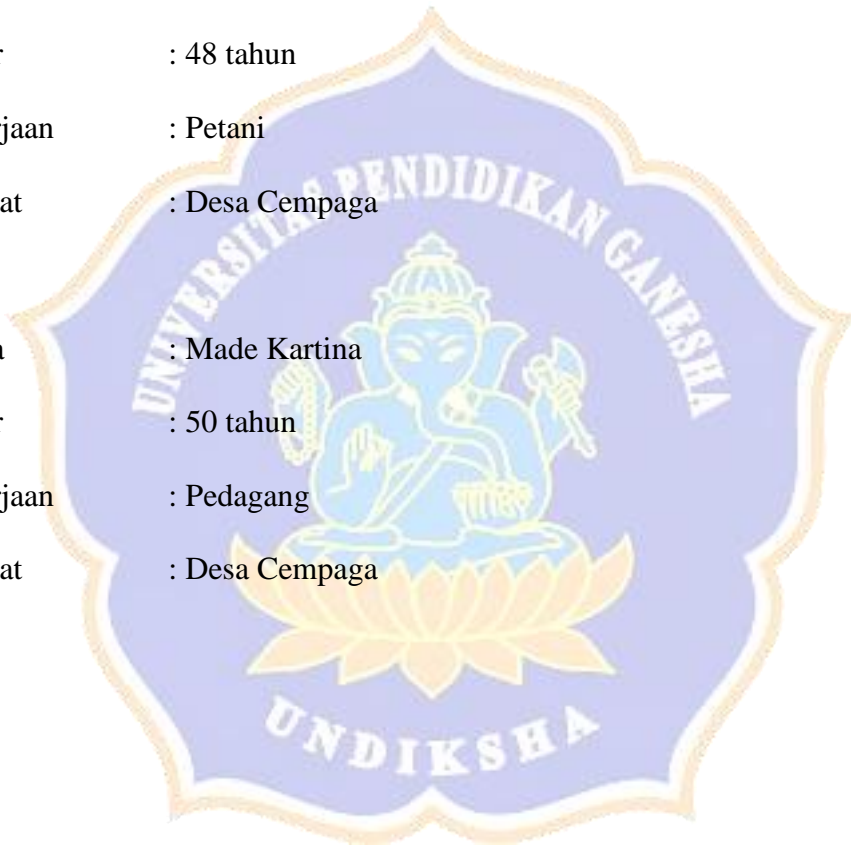 r : 48 tahun
jaan : Petani
at : Desa Cempaga
a : Made Kartina
r : 50 tahun
jaan : Pedagang
at : Desa Cempaga
UNIVERSITAS PENDIDIKAN GANESHA
UNDIKSHA